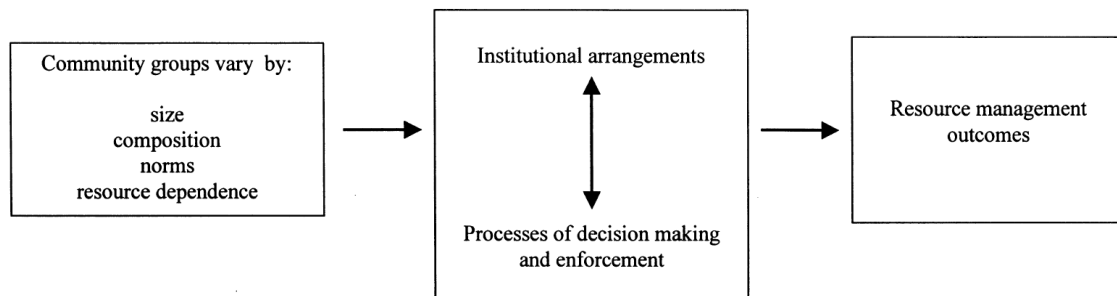 Community groups vary by:
size
composition
norms
resource dependence
Institutional arrangements
Processes of decision making
and enforcement
Resource management
outcomes